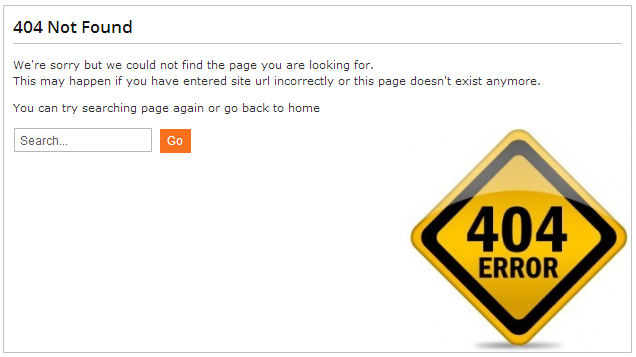 404 Not Found
We're sorry but we could not find the page you are looking for.
This may happen if you have entered site url incorrectly or this page doesn't exist anymore.
You can try searching page again or go back to home
Search... Go
404
ERROR